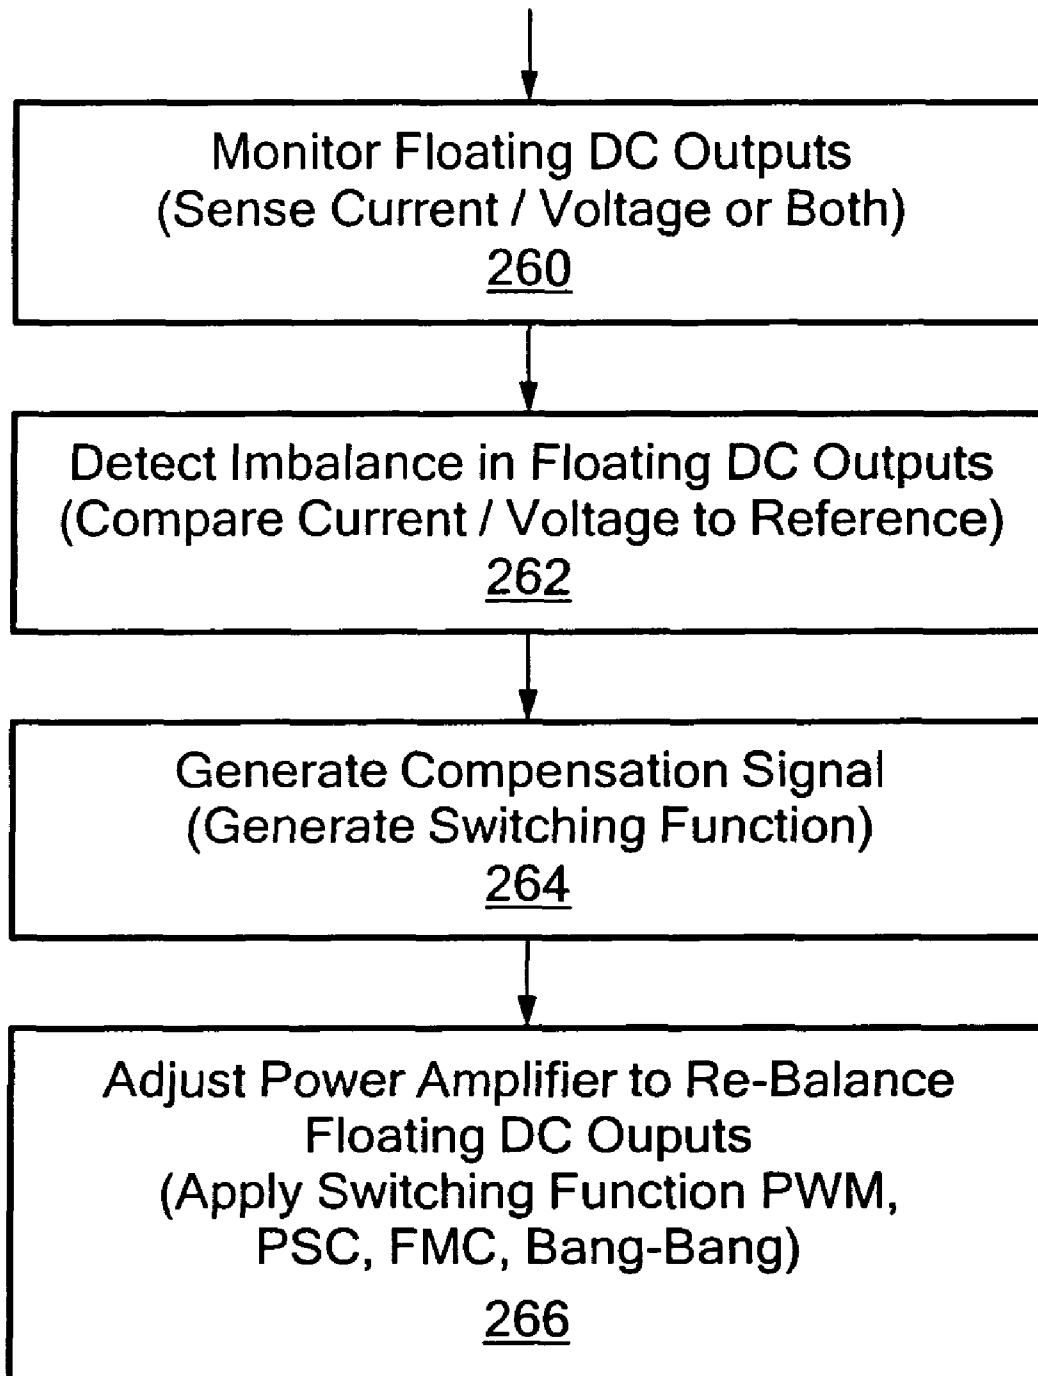 Monitor Floating DC Outputs
(Sense Current / Voltage or Both)
260
Detect Imbalance in Floating DC Outputs
(Compare Current / Voltage to Reference)
262
Generate Compensation Signal
(Generate Switching Function)
264
Adjust Power Amplifier to Re-Balance
Floating DC Ouputs
(Apply Switching Function PWM,
PSC, FMC, Bang-Bang)
266